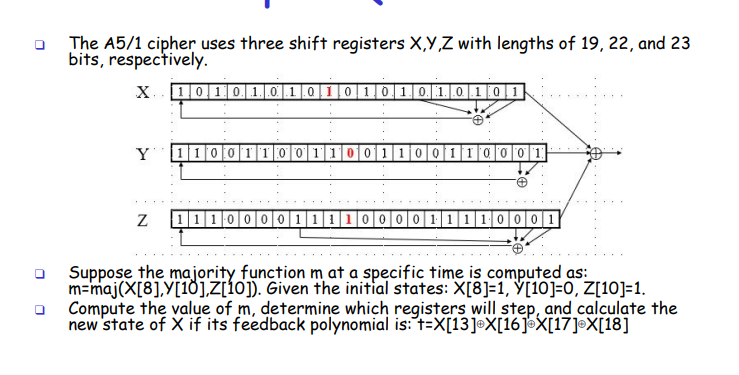 The A5/1 cipher uses three shift registers X,Y,Z with lengths of 19, 22, and 23
bits, respectively.
X 1 0 1 0 1 0 1 0 1 0 1 0 1 0 1 0 1 0 1
⊕
Y 1 1 0 0 1 1 0 0 1 1 0 0 1 1 0 0 1 1 0 0 0 1 ⊕
⊕
Z 1 1 1 0 0 0 0 1 1 1 1 0 0 0 0 1 1 1 1 0 0 0 1
⊕
Suppose the majority function m at a specific time is computed as:
m=maj(X[8],Y[10],Z[10]). Given the initial states: X[8]=1, Y[10]=0, Z[10]=1.
Compute the value of m, determine which registers will step, and calculate the
new state of X if its feedback polynomial is: t=X[13]⊕X[16]⊕X[17]⊕X[18]